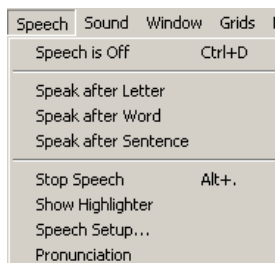 Speech Sound Window Grids
Speech is Off Ctrl+D
Speak after Letter
Speak after Word
Speak after Sentence
Stop Speech Alt+.
Show Highlighter
Speech Setup...
Pronunciation